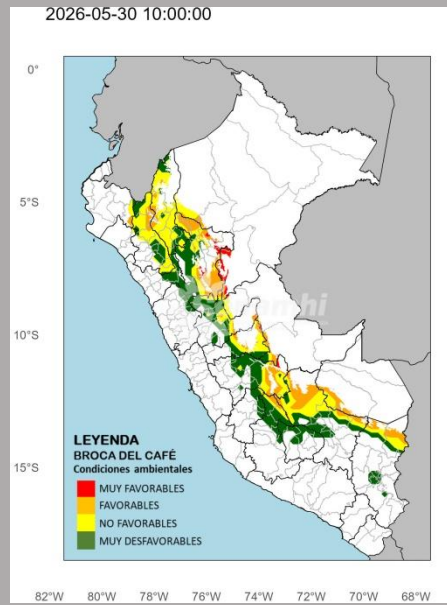 2026-05-30 10:00:00
0°
5°S
10°S
15°S
LEYENDA
BROCA DEL CAFÉ
Condiciones ambientales
MUY FAVORABLES
FAVORABLES
NO FAVORABLES
MUY DESFAVORABLES
82°W 80°W 78°W 76°W 74°W 72°W 70°W 68°W